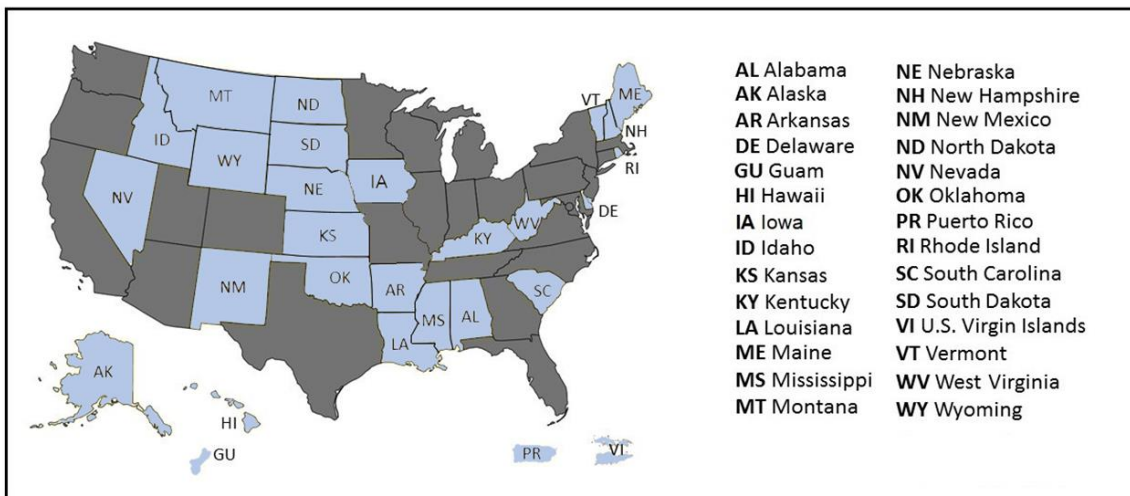 MT
ND
ME
VT
ID
SD
NH
WY
RI
NE
IA
NV
DE
WV
KS
KY
OK
NM
AR
SC
MS
AL
LA
AK
HI
GU
PR
VI
AL Alabama
AK Alaska
AR Arkansas
DE Delaware
GU Guam
HI Hawaii
IA Iowa
ID Idaho
KS Kansas
KY Kentucky
LA Louisiana
ME Maine
MS Mississippi
MT Montana
NE Nebraska
NH New Hampshire
NM New Mexico
ND North Dakota
NV Nevada
OK Oklahoma
PR Puerto Rico
RI Rhode Island
SC South Carolina
SD South Dakota
VI U.S. Virgin Islands
VT Vermont
WV West Virginia
WY Wyoming